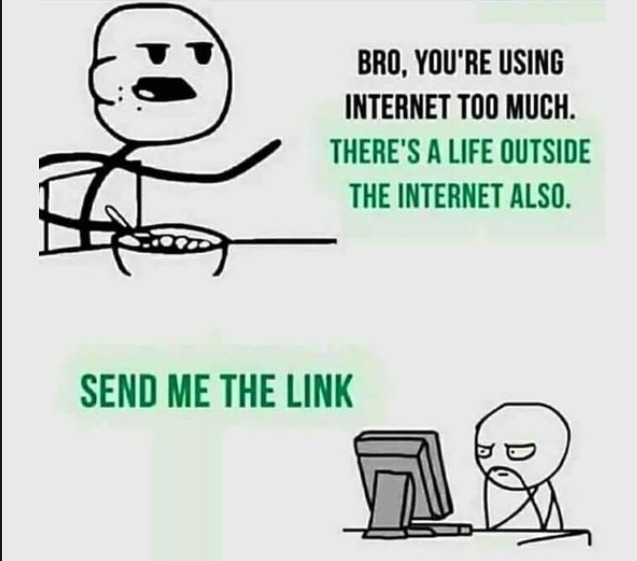 BRO, YOU'RE USING
INTERNET TOO MUCH.
THERE'S A LIFE OUTSIDE
THE INTERNET ALSO.
SEND ME THE LINK